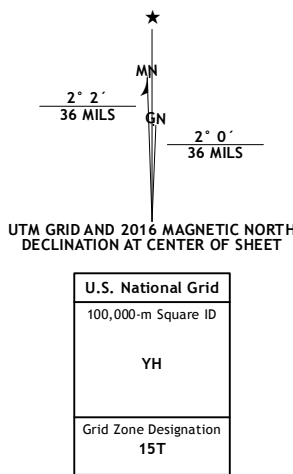 ★
MN
2° 2´
36 MILS
GN
2° 0´
36 MILS
UTM GRID AND 2016 MAGNETIC NORTH
DECLINATION AT CENTER OF SHEET
U.S. National Grid
100,000-m Square ID
YH
Grid Zone Designation
15T